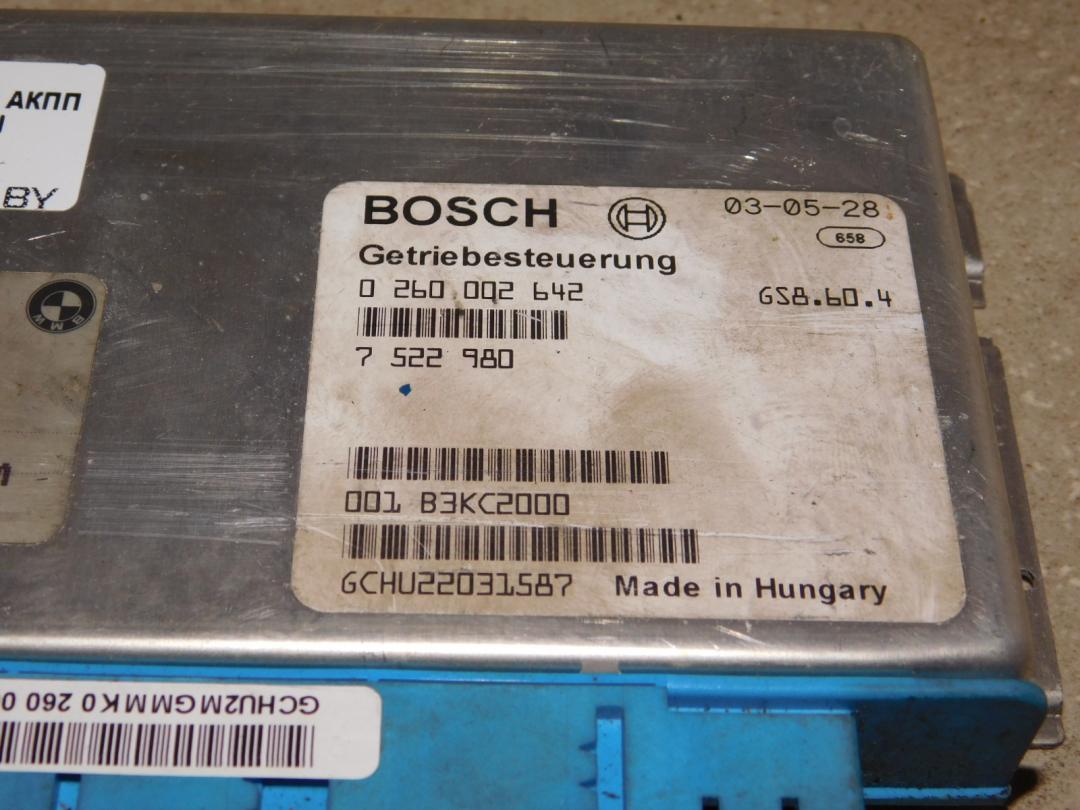 АКПП
BY
BMW
BOSCH
03-05-28
658
Getriebesteuerung
0 260 002 642
GS8.60.4
7 522 980
001 B3KC2000
GCHU22031587 Made in Hungary
GCHU2MGMMK0 260 0